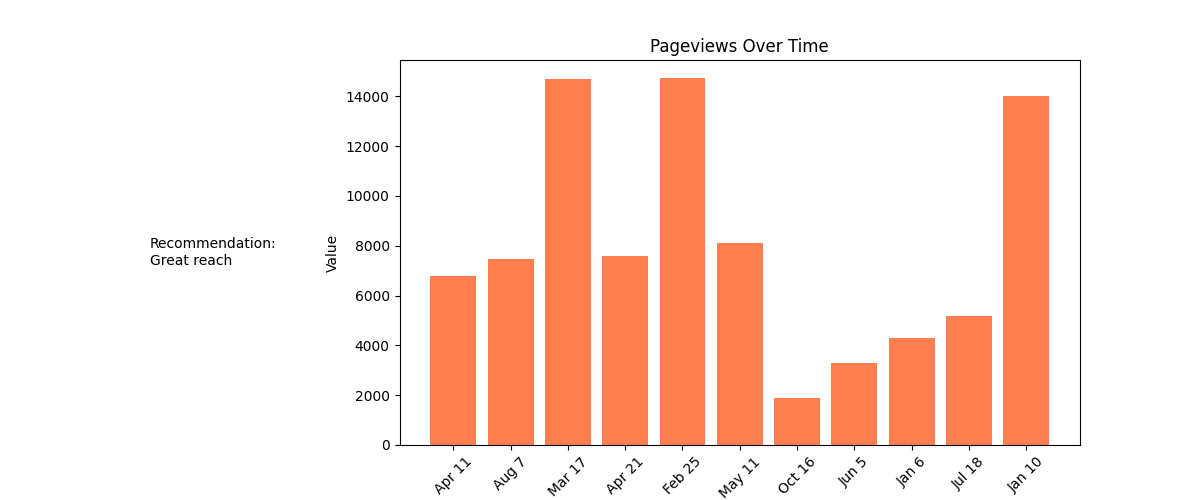 Pageviews Over Time
Recommendation:
Great reach
Value
14000
12000
10000
8000
6000
4000
2000
0
Apr 11
Aug 7
Mar 17
Apr 21
Feb 25
May 11
Oct 16
Jun 5
Jan 6
Jul 18
Jan 10